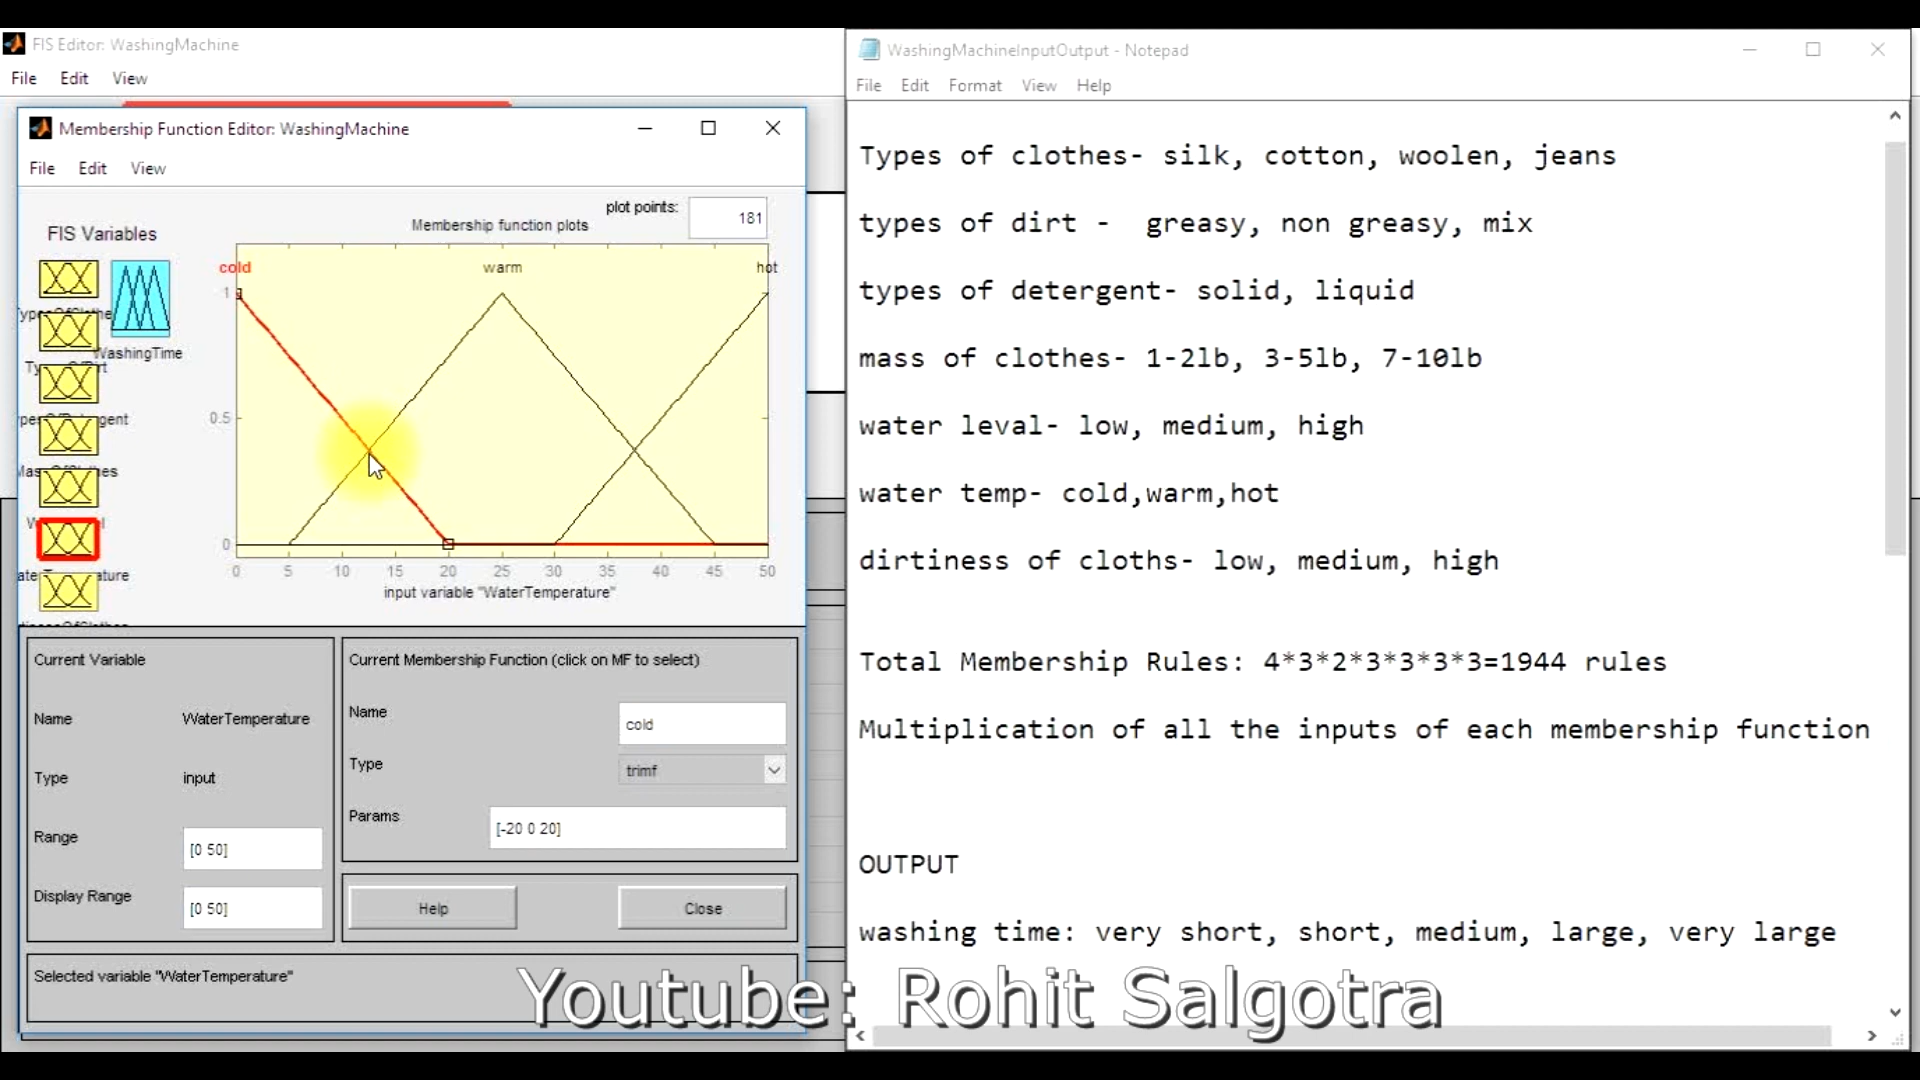 FIS Editor: WashingMachine
File Edit View
Membership Function Editor: WashingMachine
File Edit View
FIS Variables
WashingTime
plot points: 181
Membership function plots
cold warm hot
1
0.5
0
0 5 10 15 20 25 30 35 40 45 50
input variable "WaterTemperature"
Current Variable
Name WaterTemperature
Type input
Range [0 50]
Display Range [0 50]
Current Membership Function (click on MF to select)
Name cold
Type trimf
Params [-20 0 20]
Help Close
Selected variable "WaterTemperature"
WashingMachineInputOutput - Notepad
File Edit Format View Help
Types of clothes- silk, cotton, woolen, jeans
types of dirt - greasy, non greasy, mix
types of detergent- solid, liquid
mass of clothes- 1-2lb, 3-5lb, 7-10lb
water leval- low, medium, high
water temp- cold,warm,hot
dirtiness of cloths- low, medium, high
Total Membership Rules: 4*3*2*3*3*3*3=1944 rules
Multiplication of all the inputs of each membership function
OUTPUT
washing time: very short, short, medium, large, very large
Youtube: Rohit Salgotra